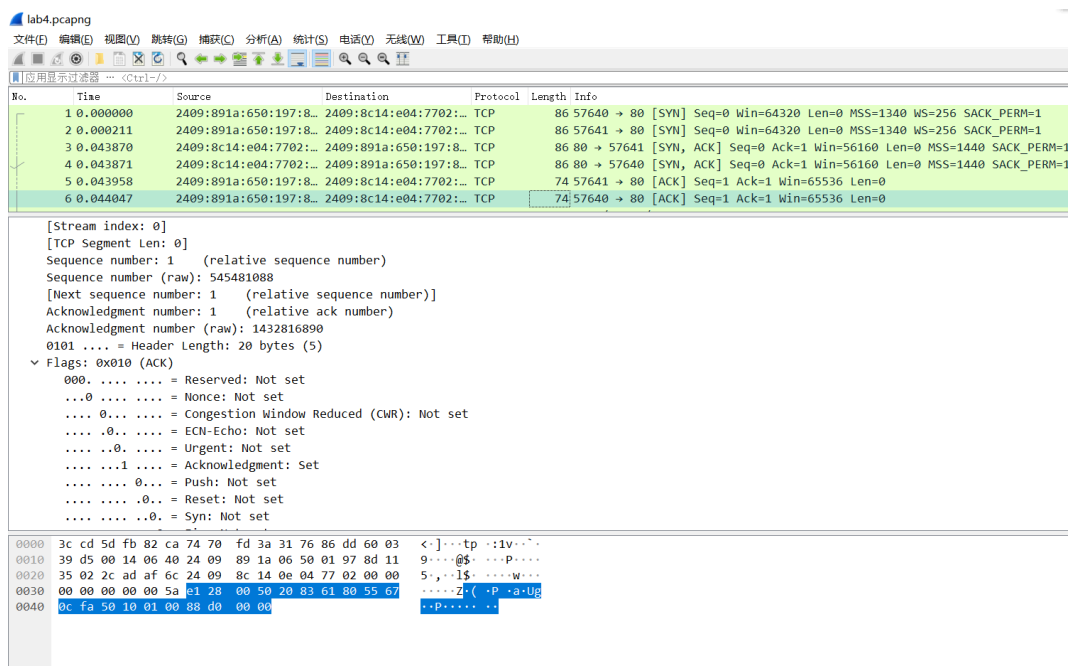 lab4.pcapng
文件(F) 编辑(E) 视图(V) 跳转(G) 捕获(C) 分析(A) 统计(S) 电话(Y) 无线(W) 工具(T) 帮助(H)
应用显示过滤器 … <Ctrl-/>
No. Time Source Destination Protocol Length Info
1 0.000000 2409:891a:650:197:8… 2409:8c14:e04:7702:… TCP 86 57640 → 80 [SYN] Seq=0 Win=64320 Len=0 MSS=1340 WS=256 SACK_PERM=1
2 0.000211 2409:891a:650:197:8… 2409:8c14:e04:7702:… TCP 86 57641 → 80 [SYN] Seq=0 Win=64320 Len=0 MSS=1340 WS=256 SACK_PERM=1
3 0.043870 2409:8c14:e04:7702:… 2409:891a:650:197:8… TCP 86 80 → 57641 [SYN, ACK] Seq=0 Ack=1 Win=56160 Len=0 MSS=1440 SACK_PERM=1
4 0.043871 2409:8c14:e04:7702:… 2409:891a:650:197:8… TCP 86 80 → 57640 [SYN, ACK] Seq=0 Ack=1 Win=56160 Len=0 MSS=1440 SACK_PERM=1
5 0.043958 2409:891a:650:197:8… 2409:8c14:e04:7702:… TCP 74 57641 → 80 [ACK] Seq=1 Ack=1 Win=65536 Len=0
6 0.044047 2409:891a:650:197:8… 2409:8c14:e04:7702:… TCP 74 57640 → 80 [ACK] Seq=1 Ack=1 Win=65536 Len=0
[Stream index: 0]
[TCP Segment Len: 0]
Sequence number: 1 (relative sequence number)
Sequence number (raw): 545481088
[Next sequence number: 1 (relative sequence number)]
Acknowledgment number: 1 (relative ack number)
Acknowledgment number (raw): 1432816890
0101 .... = Header Length: 20 bytes (5)
Flags: 0x010 (ACK)
000. .... .... = Reserved: Not set
...0 .... .... = Nonce: Not set
.... 0... .... = Congestion Window Reduced (CWR): Not set
.... .0.. .... = ECN-Echo: Not set
.... ..0. .... = Urgent: Not set
.... ...1 .... = Acknowledgment: Set
.... .... 0... = Push: Not set
.... .... .0.. = Reset: Not set
.... .... ..0. = Syn: Not set
0000 3c cd 5d fb 82 ca 74 70 fd 3a 31 76 86 dd 60 03 <·]···tp ·:1v··`·
0010 39 d5 00 14 06 40 24 09 89 1a 06 50 01 97 8d 11 9····@$· ···P····
0020 35 02 2c ad af 6c 24 09 8c 14 0e 04 77 02 00 00 5·,··l$· ····w···
0030 00 00 00 00 00 5a e1 28 00 50 20 83 61 80 55 67 ·····Z·( ·P ·a·Ug
0040 0c fa 50 10 01 00 88 d0 00 00 ··P····· ··